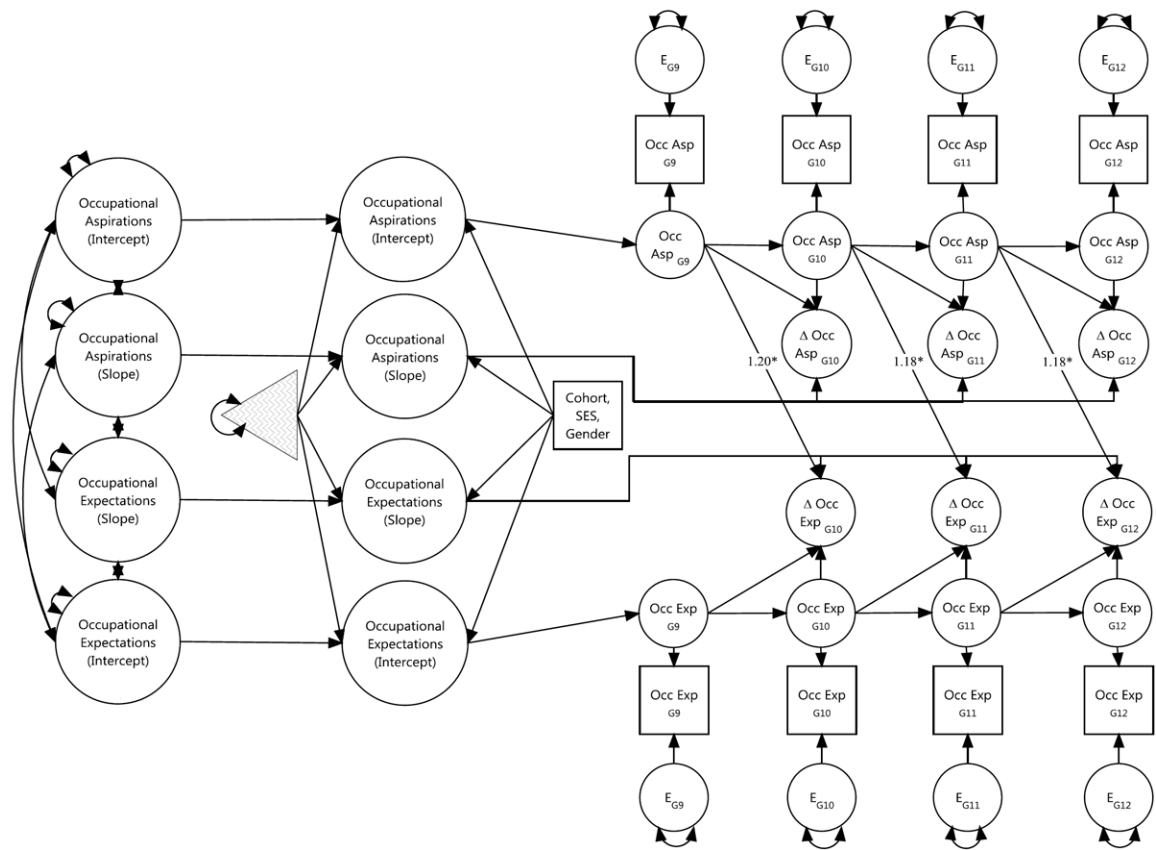 E G9
E G10
E G11
E G12
Occ Asp
G9
Occ Asp
G10
Occ Asp
G11
Occ Asp
G12
Occupational
Aspirations
(Intercept)
Occupational
Aspirations
(Intercept)
Occ
Asp G9
Occ Asp
G10
Occ Asp
G11
Occ Asp
G12
Occupational
Aspirations
(Slope)
Occupational
Aspirations
(Slope)
Δ Occ
Asp G10
Δ Occ
Asp G11
Δ Occ
Asp G12
1.20*
1.18*
1.18*
Cohort,
SES,
Gender
Occupational
Expectations
(Slope)
Occupational
Expectations
(Slope)
Δ Occ
Exp G10
Δ Occ
Exp G11
Δ Occ
Exp G12
Occupational
Expectations
(Intercept)
Occupational
Expectations
(Intercept)
Occ Exp
G9
Occ Exp
G10
Occ Exp
G11
Occ Exp
G12
Occ Exp
G9
Occ Exp
G10
Occ Exp
G11
Occ Exp
G12
E G9
E G10
E G11
E G12